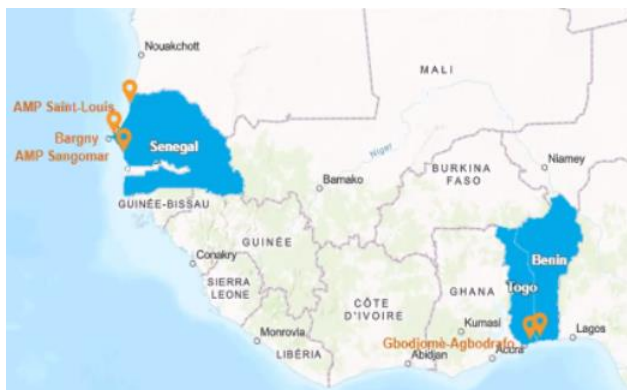 Nouakchott
MALI
AMP Saint-Louis
Bargny
Senegal
AMP Sangomar
Niger
Niamey
BURKINA
FASO
Bamako
GUINÉE-BISSAU
GUINÉE
Benin
Togo
Conakry
SIERRA
LEONE
CÔTE
D'IVOIRE
GHANA
Kumasi
Lagos
Gbodjomè-Agbodrafo
Monrovia
Accra
LIBÉRIA
Abidjan